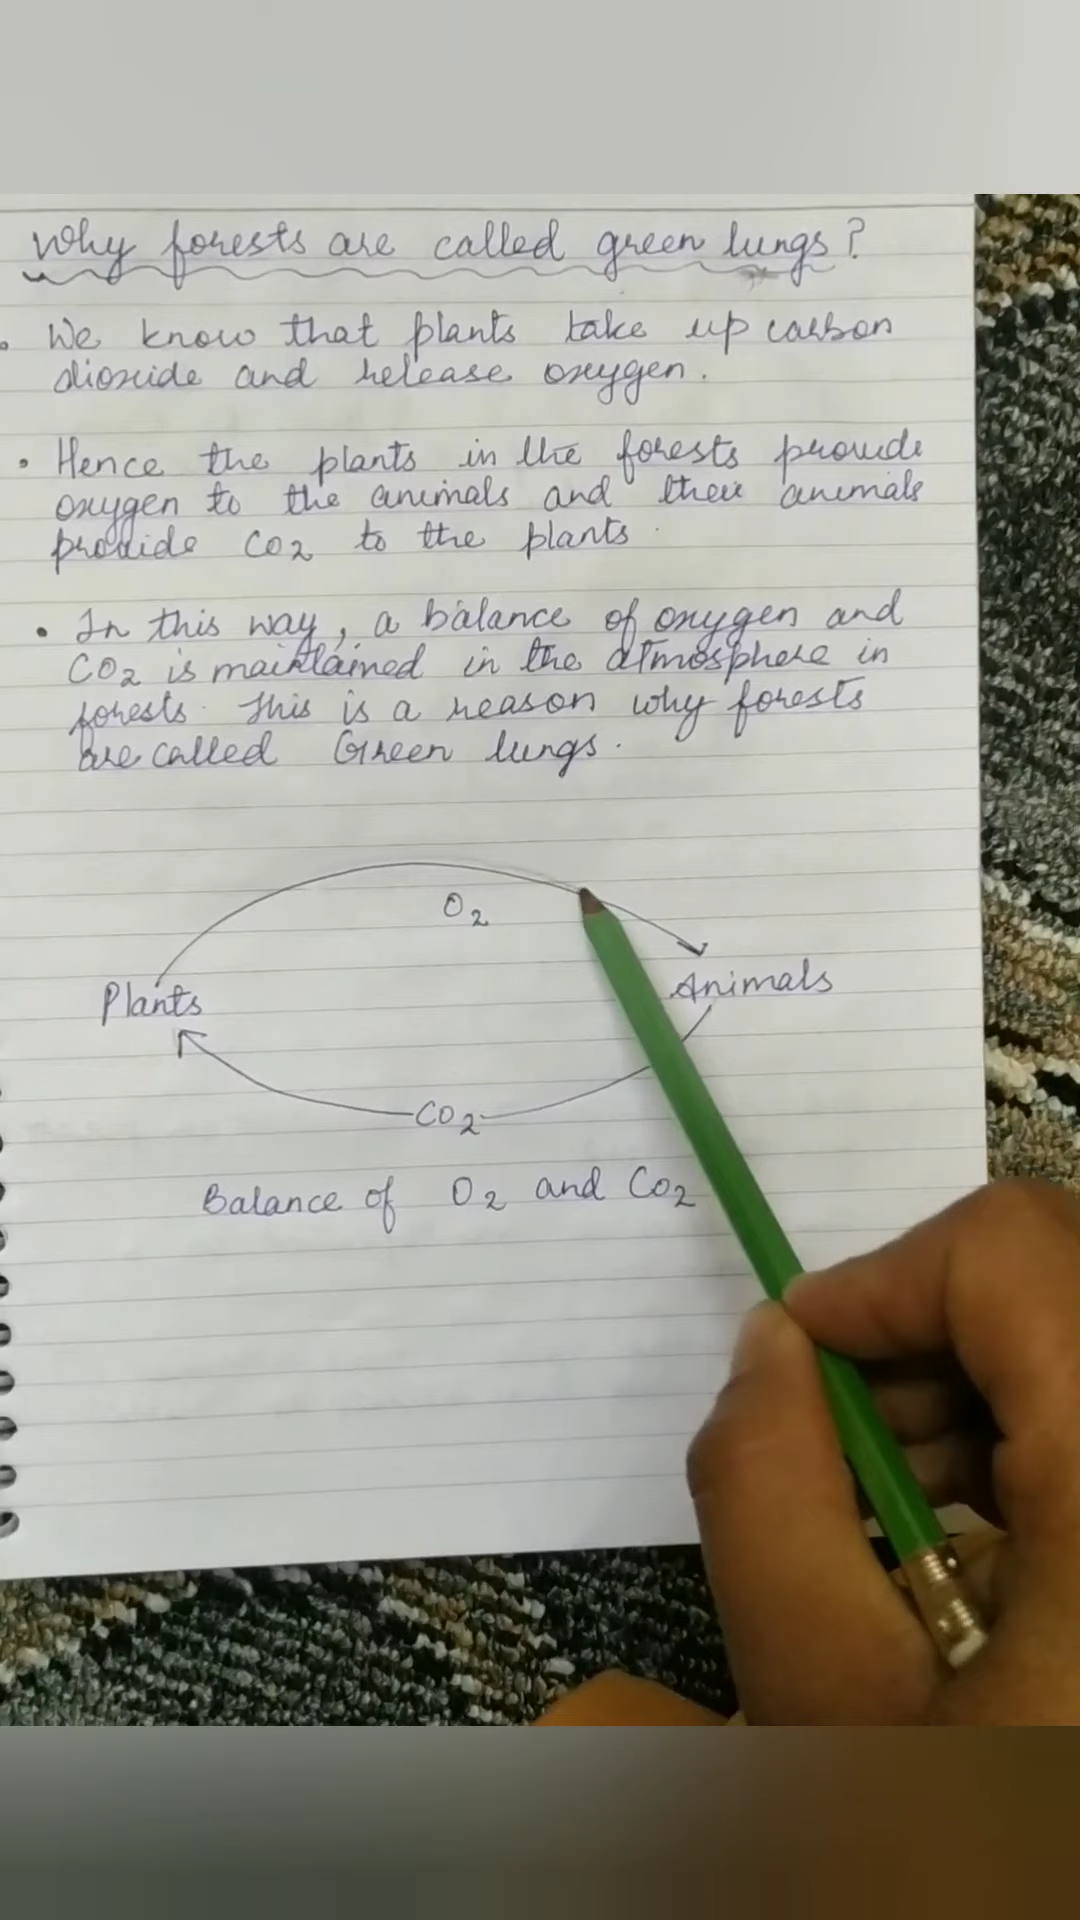 Why forests are called green lungs?
• We know that plants take up carbon
dioxide and release oxygen.
• Hence the plants in the forests provide
oxygen to the animals and their animals
provide CO2 to the plants.
• In this way, a balance of oxygen and
CO2 is maintained in the atmosphere in
forests. This is a reason why forests
are called Green lungs.
O2
Animals
Plants
CO2
Balance of O2 and CO2